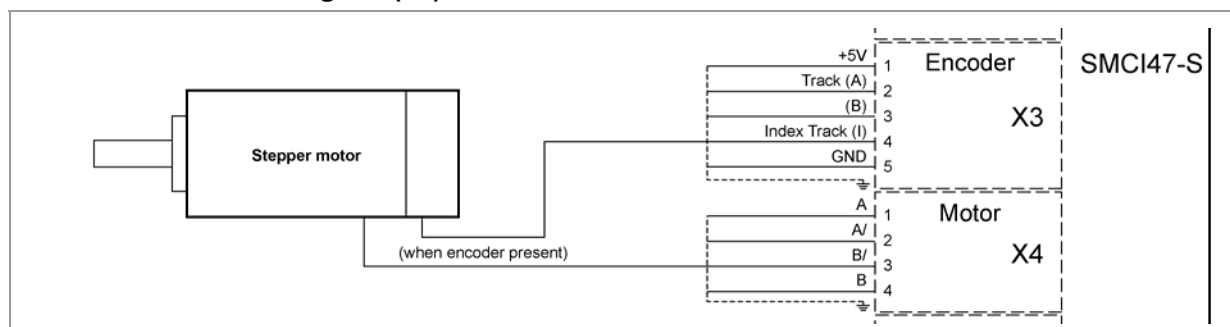 +5V
1
Encoder
SMCI47-S
Track (A)
2
(B)
3
X3
Index Track (I)
4
GND
5
Stepper motor
A
1
Motor
A/
2
(when encoder present)
B/
3
X4
B
4